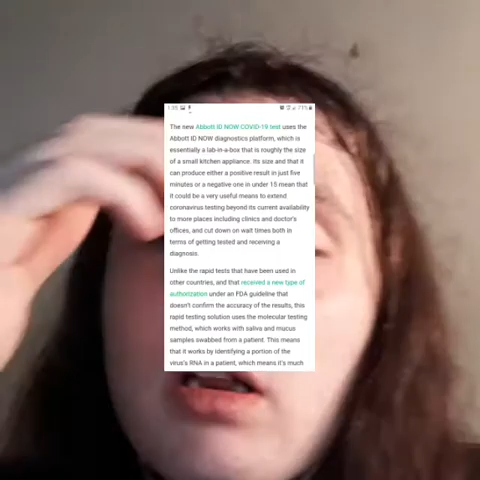 1:35 71%
The new Abbott ID NOW COVID-19 test uses the
Abbott ID NOW diagnostics platform, which is
essentially a lab-in-a-box that is roughly the size
of a small kitchen appliance. Its size and that it
can produce either a positive result in just five
minutes or a negative one in under 15 mean that
it could be a very useful means to extend
coronavirus testing beyond its current availability
to more places including clinics and doctor's
offices, and cut down on wait times both in
terms of getting tested and receiving a
diagnosis.
Unlike the rapid tests that have been used in
other countries, and that received a new type of
authorization under an FDA guideline that
doesn't confirm the accuracy of the results, this
rapid testing solution uses the molecular testing
method, which works with saliva and mucus
samples swabbed from a patient. This means
that it works by identifying a portion of the
virus's RNA in a patient, which means it's much